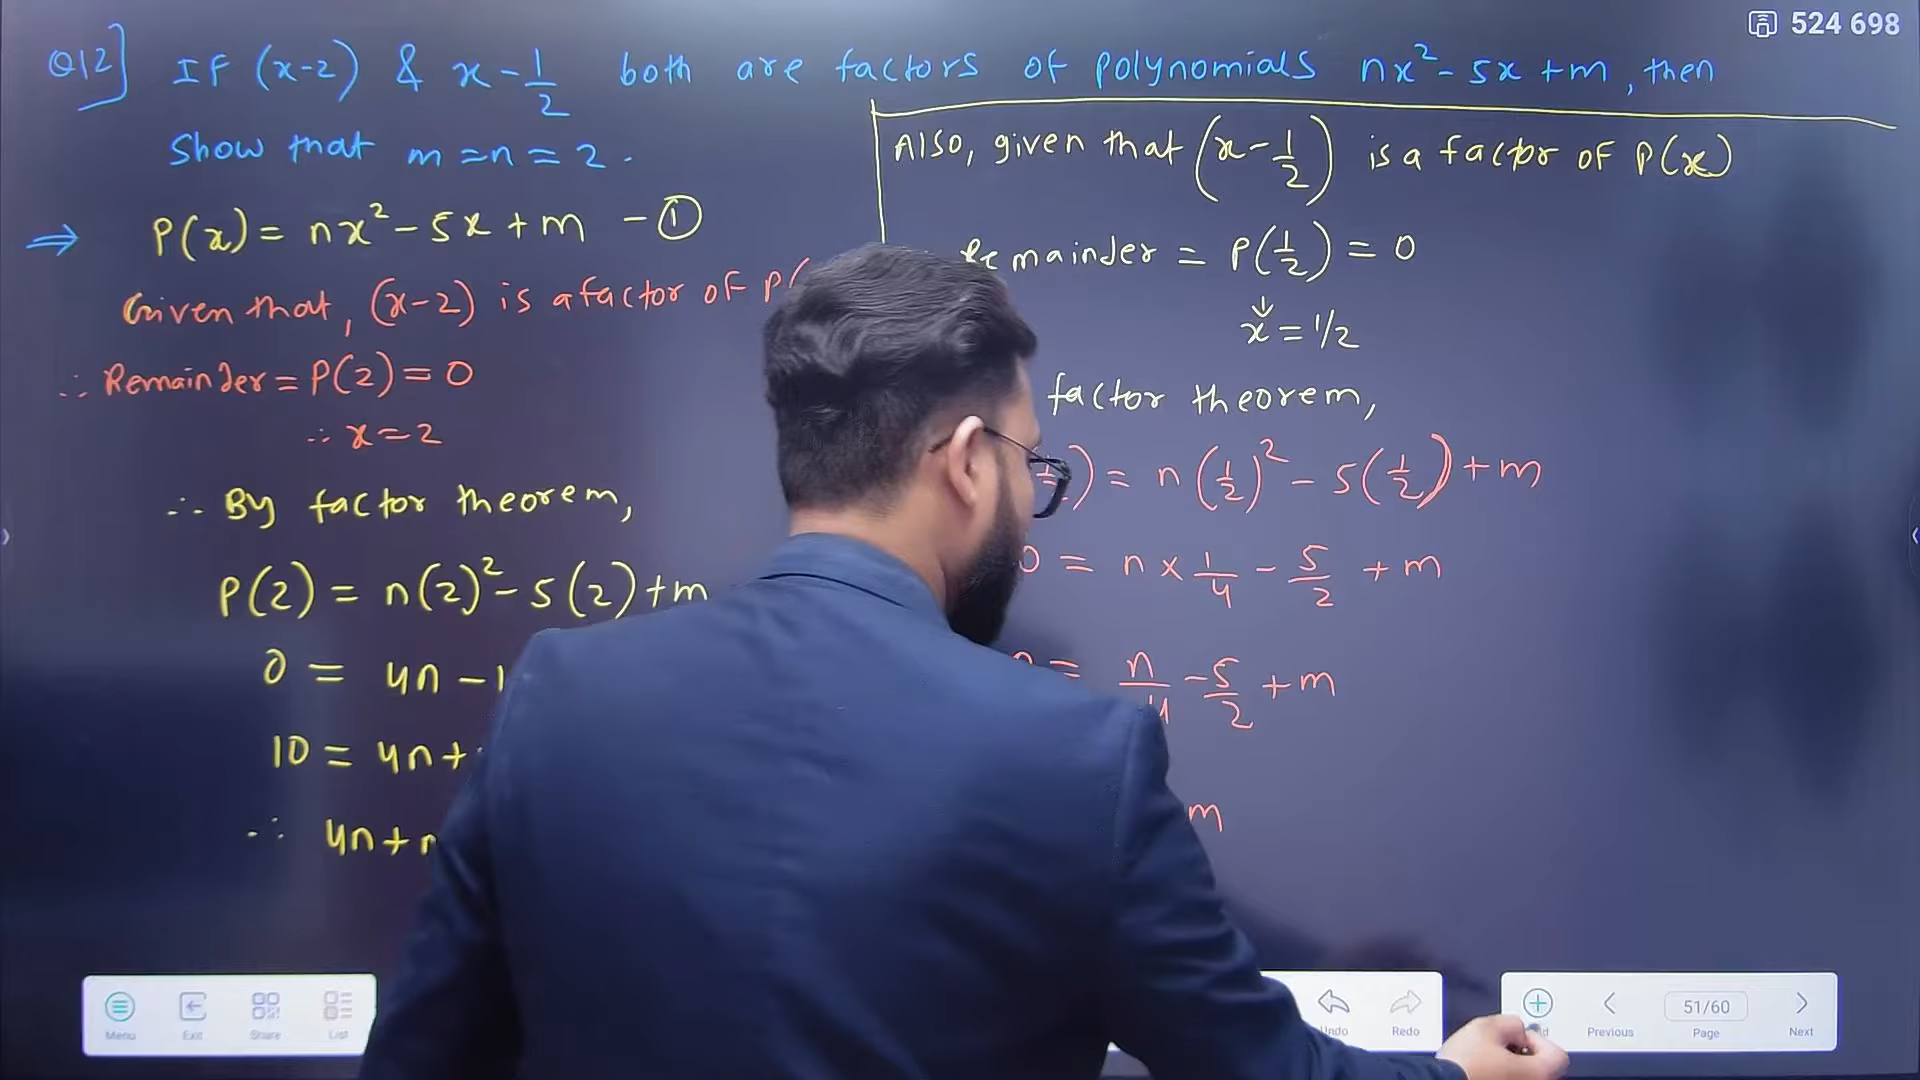 524 698
Q12] IF (x-2) & x - 1/2 both are factors of polynomials nx² - 5x + m, then
Show that m = n = 2.
⇒ P(x) = nx² - 5x + m - ①
Given that, (x-2) is a factor of P(
∴ Remainder = P(2) = 0
∴ x = 2
∴ By factor theorem,
P(2) = n(2)² - 5(2) + m
0 = 4n - 1
10 = 4n +
∴ 4n +
Also, given that (x - 1/2) is a factor of P(x)
Remainder = P(1/2) = 0
↓
x = 1/2
factor theorem,
) = n(1/2)² - 5(1/2) + m
0 = n × 1/4 - 5/2 + m
= n/4 - 5/2 + m
m
Menu Exit Share List
Undo Redo
Previous 51/60 Page Next